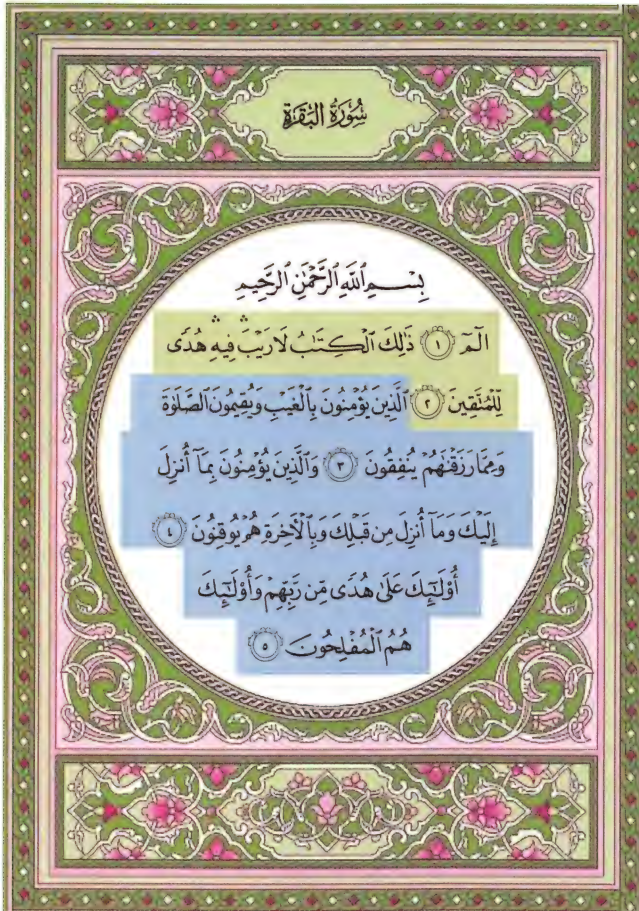 سُورَةُ البَقَرَةِ
بِسۡمِ ٱللَّهِ ٱلرَّحۡمَٰنِ ٱلرَّحِيمِ
الٓمٓ ١ ذَٰلِكَ ٱلۡكِتَٰبُ لَا رَيۡبَۛ فِيهِۛ هُدٗى
لِّلۡمُتَّقِينَ ٢ ٱلَّذِينَ يُؤۡمِنُونَ بِٱلۡغَيۡبِ وَيُقِيمُونَ ٱلصَّلَوٰةَ
وَمِمَّا رَزَقۡنَٰهُمۡ يُنفِقُونَ ٣ وَٱلَّذِينَ يُؤۡمِنُونَ بِمَآ أُنزِلَ
إِلَيۡكَ وَمَآ أُنزِلَ مِن قَبۡلِكَ وَبِٱلۡأٓخِرَةِ هُمۡ يُوقِنُونَ ٤
أُوْلَٰٓئِكَ عَلَىٰ هُدٗى مِّن رَّبِّهِمۡ وَأُوْلَٰٓئِكَ
هُمُ ٱلۡمُفۡلِحُونَ ٥